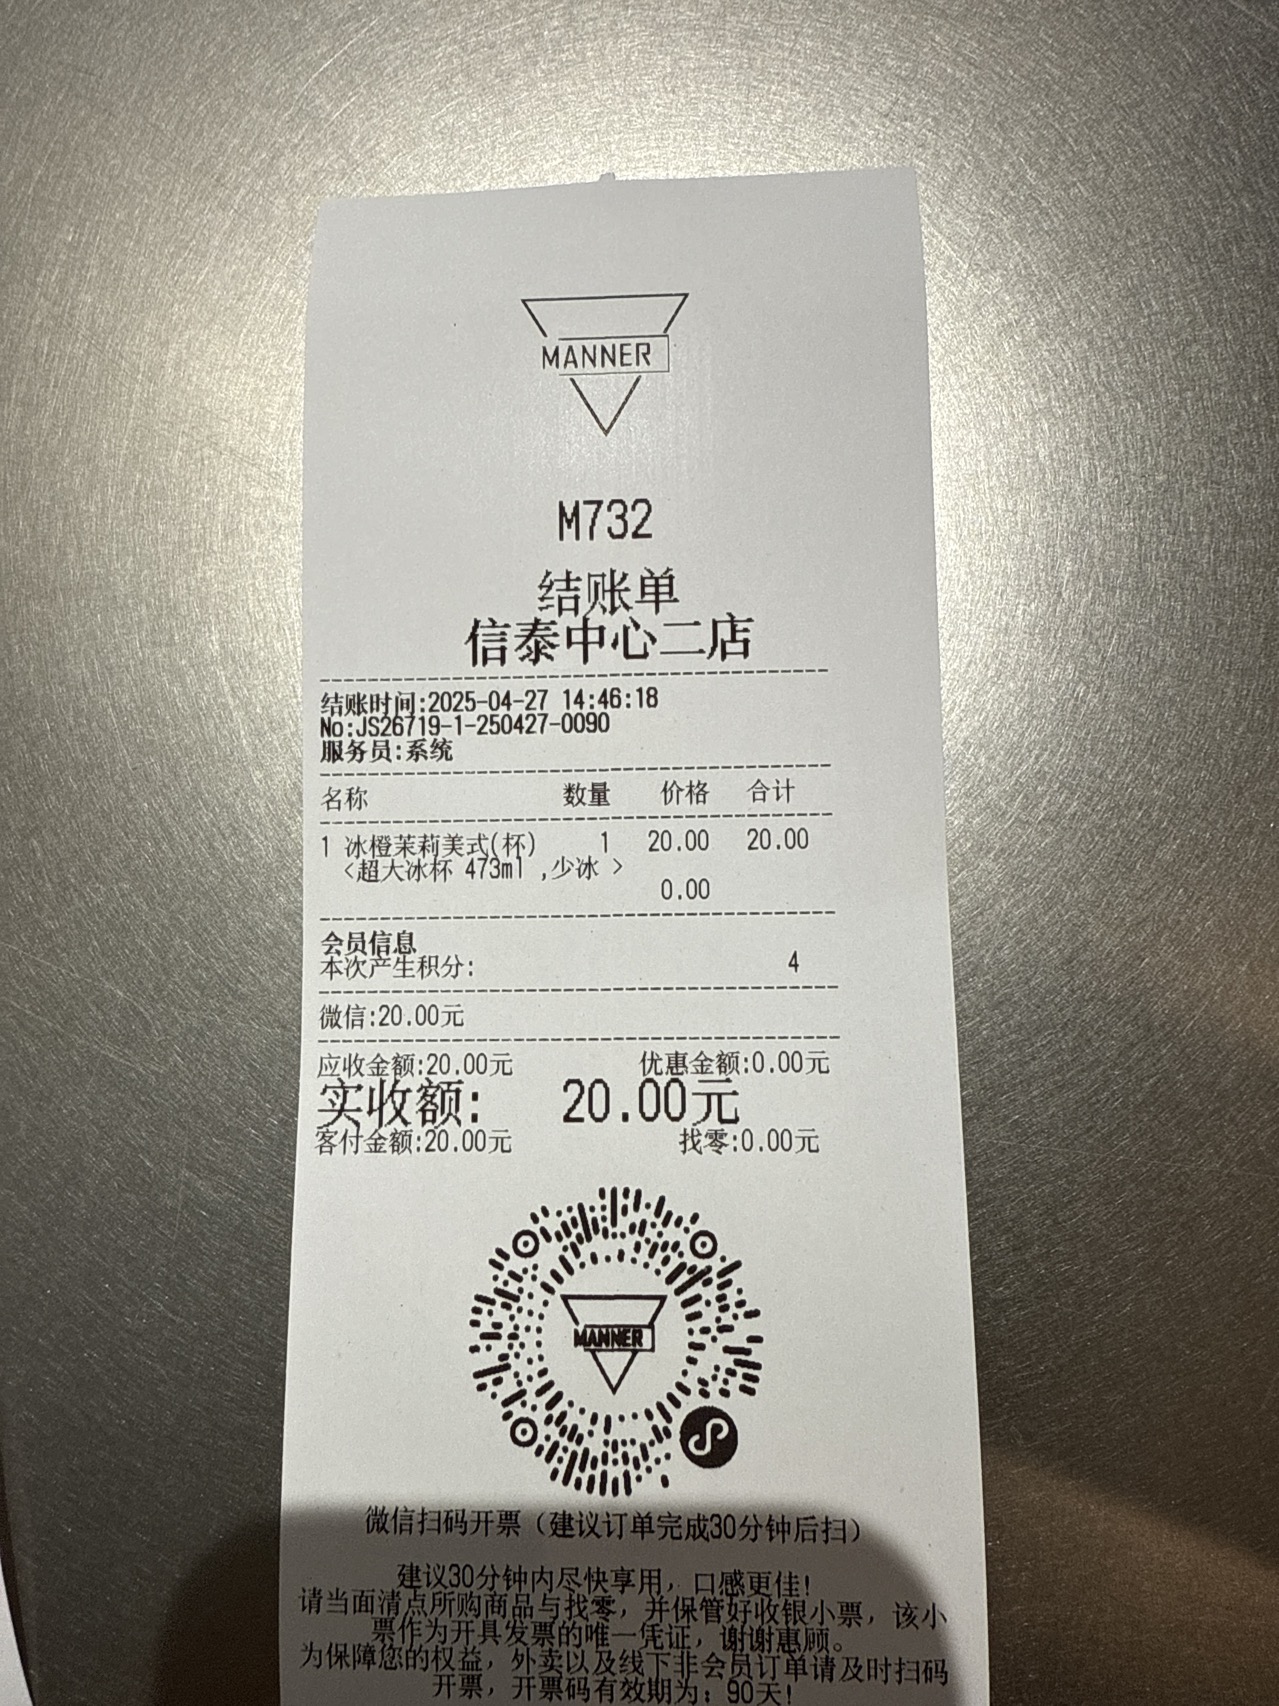 MANNER
M732
结账单
信泰中心二店
结账时间:2025-04-27 14:46:18
No:JS26719-1-250427-0090
服务员:系统
名称 数量 价格 合计
1 冰橙茉莉美式(杯) 1 20.00 20.00
<超大冰杯 473ml ,少冰 >
0.00
会员信息
本次产生积分: 4
微信:20.00元
应收金额:20.00元 优惠金额:0.00元
实收额: 20.00元
客付金额:20.00元 找零:0.00元
MANNER
微信扫码开票（建议订单完成30分钟后扫）
建议30分钟内尽快享用，口感更佳!
请当面清点所购商品与找零，并保管好收银小票，该小
票作为开具发票的唯一凭证，谢谢惠顾。
为保障您的权益，外卖以及线下非会员订单请及时扫码
开票，开票码有效期为：90天!